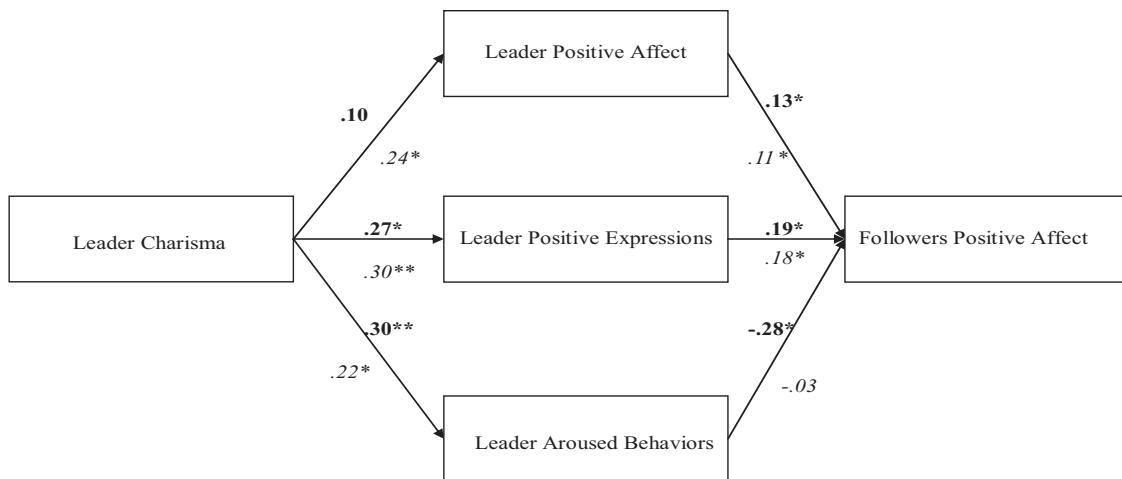 Leader Positive Affect
.10
.13*
.24*
.11*
Leader Charisma
.27*
Leader Positive Expressions
.19*
Followers Positive Affect
.30**
.18*
.30**
-.28*
.22*
-.03
Leader Aroused Behaviors